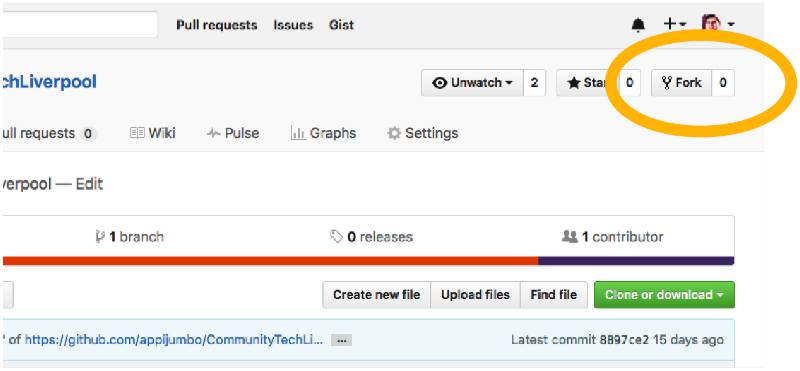 Pull requests Issues Gist
chLiverpool Unwatch 2 Star 0 Fork 0
ull requests 0 Wiki Pulse Graphs Settings
verpool — Edit
1 branch 0 releases 1 contributor
Create new file Upload files Find file Clone or download
' of https://github.com/appijumbo/CommunityTechLi... ... Latest commit 8897ce2 15 days ago